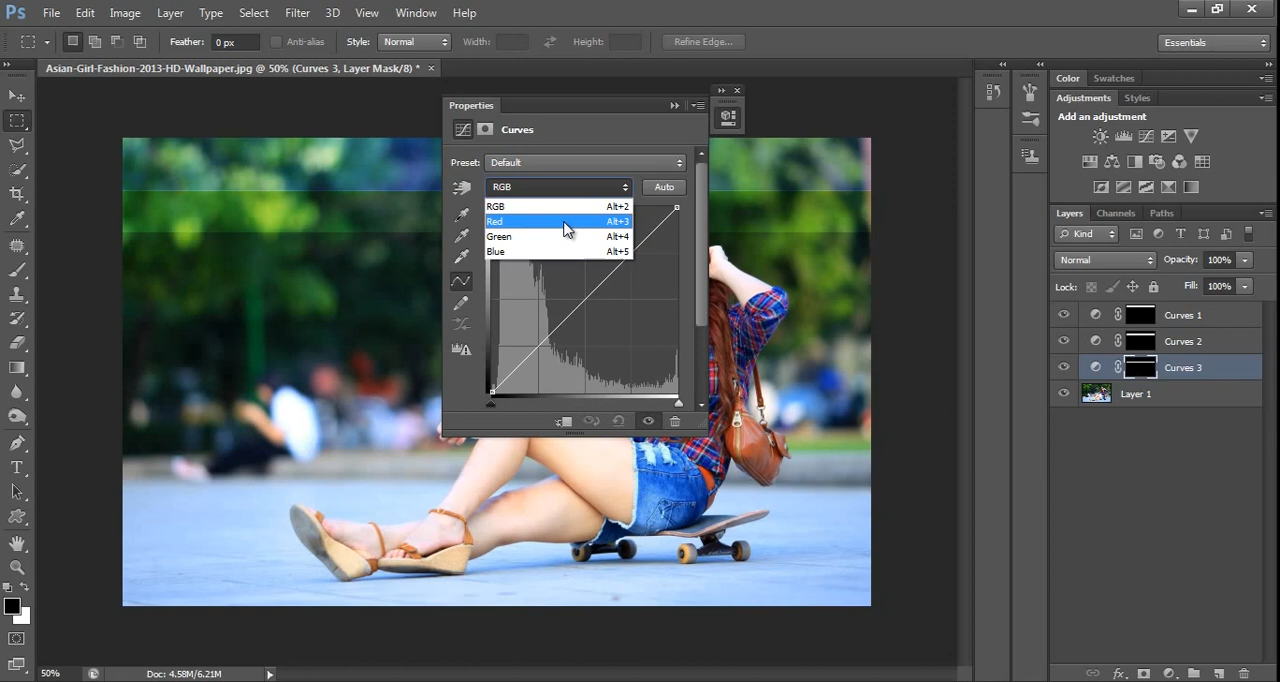 Ps File Edit Image Layer Type Select Filter 3D View Window Help
Feather: 0 px Anti-alias Style: Normal Width: Height: Refine Edge... Essentials
Asian-Girl-Fashion-2013-HD-Wallpaper.jpg @ 50% (Curves 3, Layer Mask/8) * ×
Properties
Curves
Preset: Default
RGB Auto
RGB Alt+2
Red Alt+3
Green Alt+4
Blue Alt+5
Color Swatches
Adjustments Styles
Add an adjustment
Layers Channels Paths
Kind
Normal Opacity: 100%
Lock: Fill: 100%
Curves 1
Curves 2
Curves 3
Layer 1
50% Doc: 4.58M/6.21M